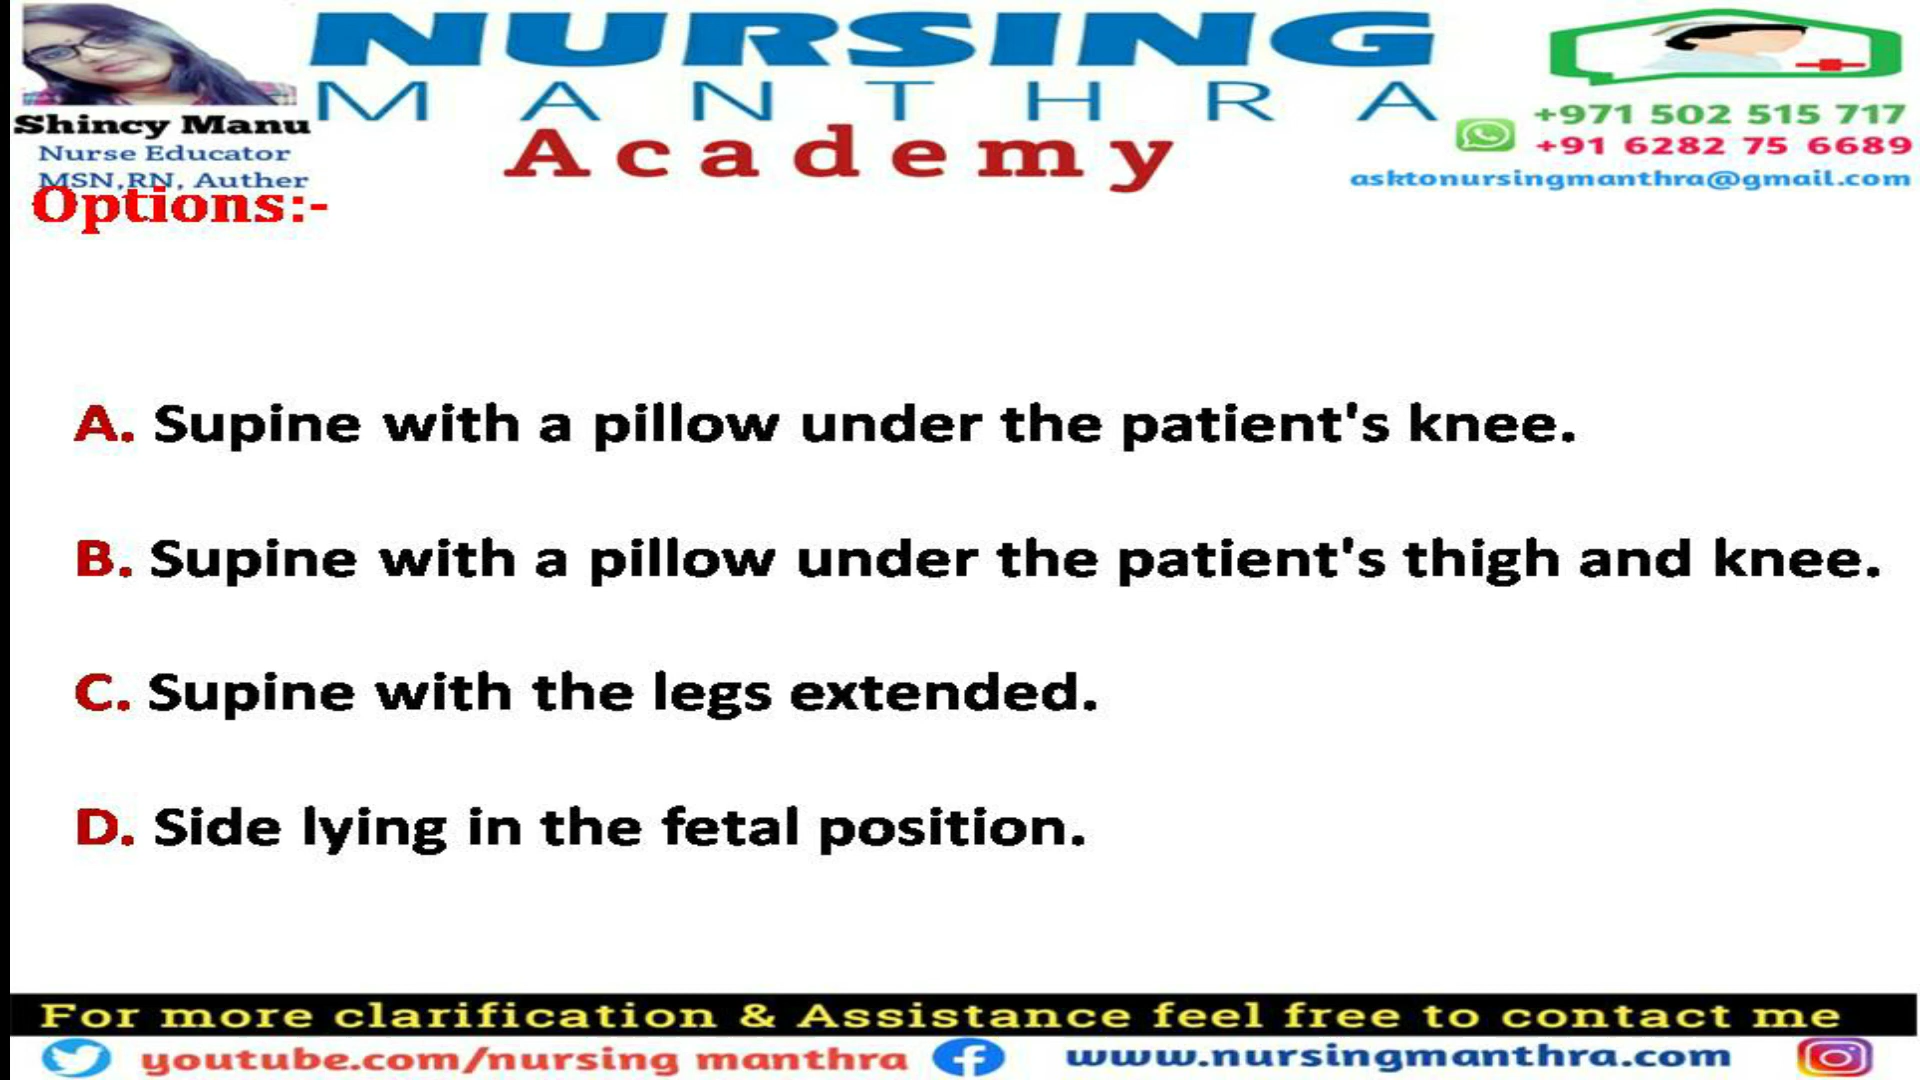 NURSING
MANTHRA
Academy
Shincy Manu
Nurse Educator
MSN,RN, Auther
+971 502 515 717
+91 6282 75 6689
asktonursingmanthra@gmail.com
Options:-
A. Supine with a pillow under the patient's knee.
B. Supine with a pillow under the patient's thigh and knee.
C. Supine with the legs extended.
D. Side lying in the fetal position.
For more clarification & Assistance feel free to contact me
youtube.com/nursing manthra
www.nursingmanthra.com